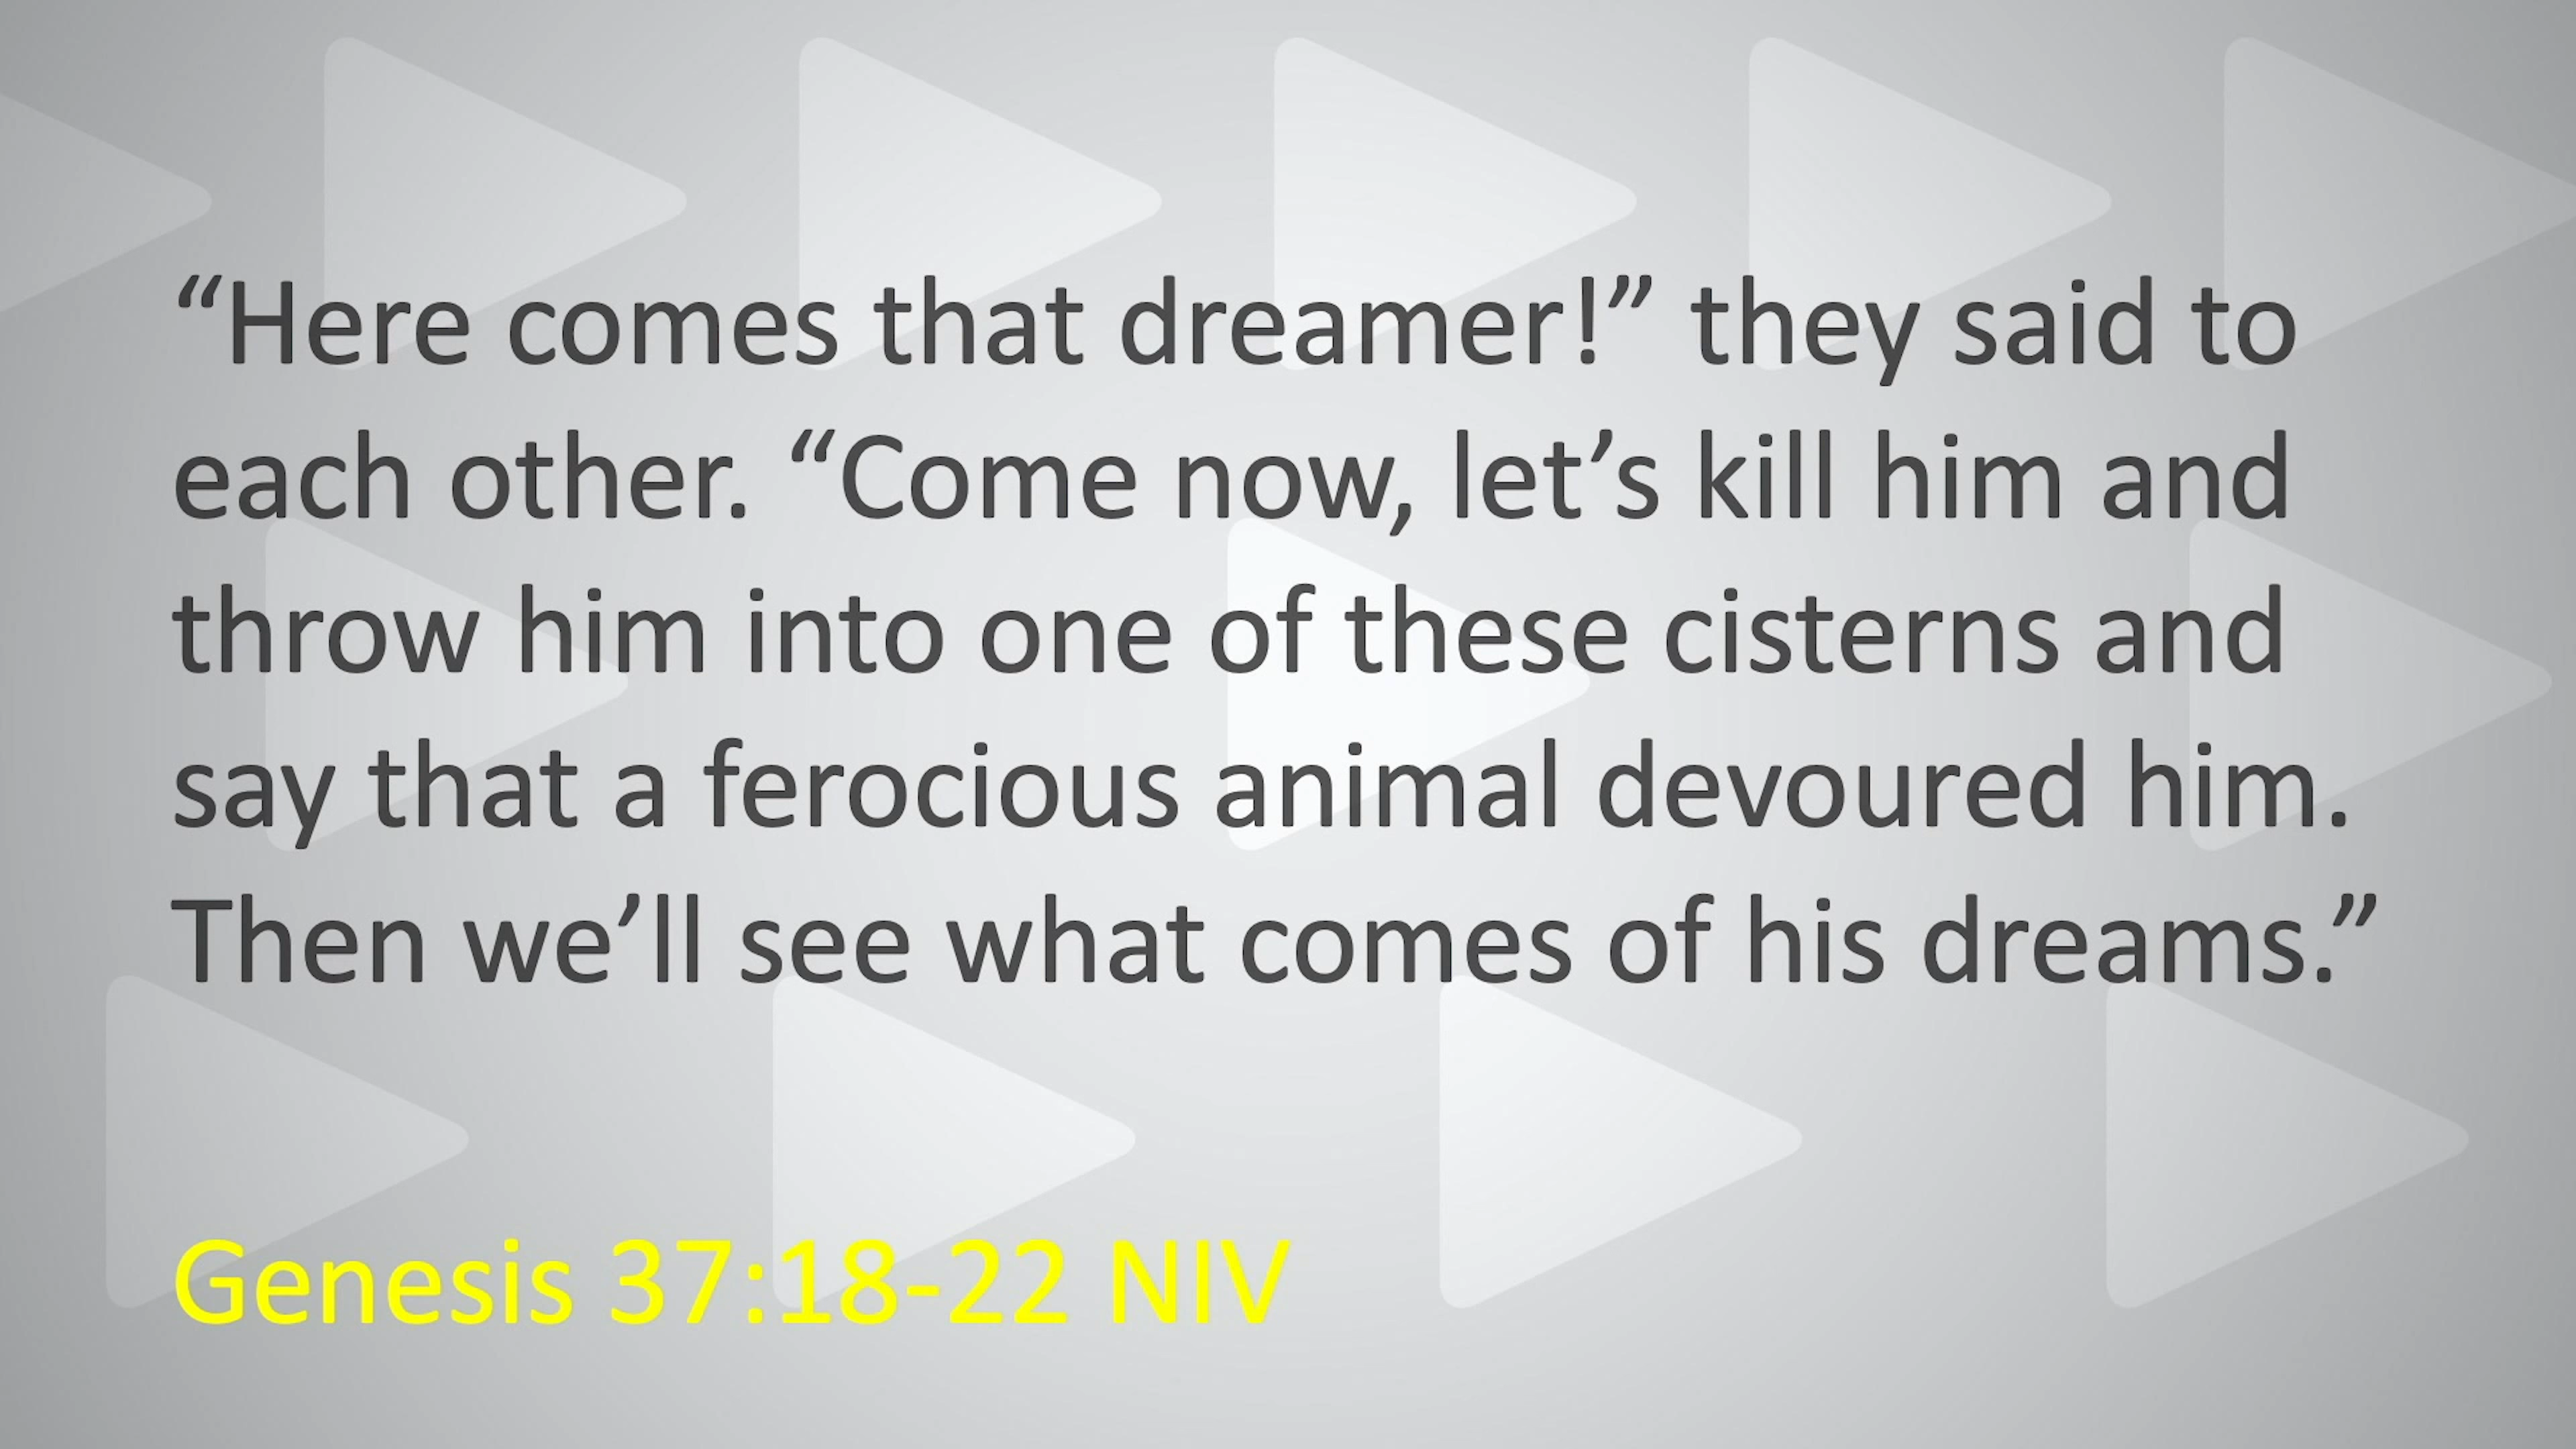 “Here comes that dreamer!” they said to
each other. “Come now, let’s kill him and
throw him into one of these cisterns and
say that a ferocious animal devoured him.
Then we’ll see what comes of his dreams.”
Genesis 37:18-22 NIV